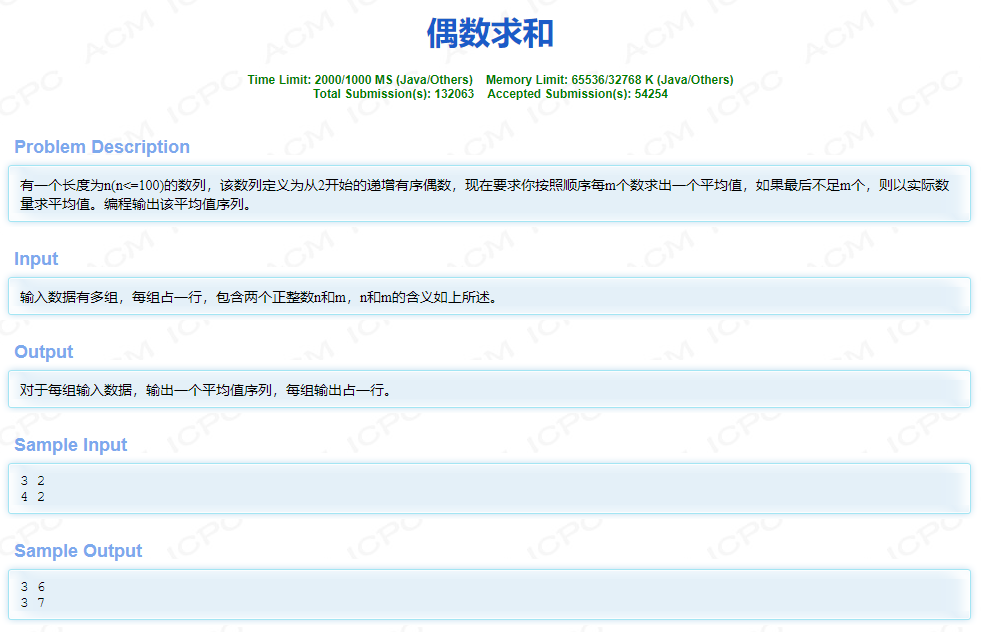 偶数求和
Time Limit: 2000/1000 MS (Java/Others) Memory Limit: 65536/32768 K (Java/Others)
Total Submission(s): 132063 Accepted Submission(s): 54254
Problem Description
有一个长度为n(n<=100)的数列，该数列定义为从2开始的递增有序偶数，现在要求你按照顺序每m个数求出一个平均值，如果最后不足m个，则以实际数
量求平均值。编程输出该平均值序列。
Input
输入数据有多组，每组占一行，包含两个正整数n和m，n和m的含义如上所述。
Output
对于每组输入数据，输出一个平均值序列，每组输出占一行。
Sample Input
3 2
4 2
Sample Output
3 6
3 7